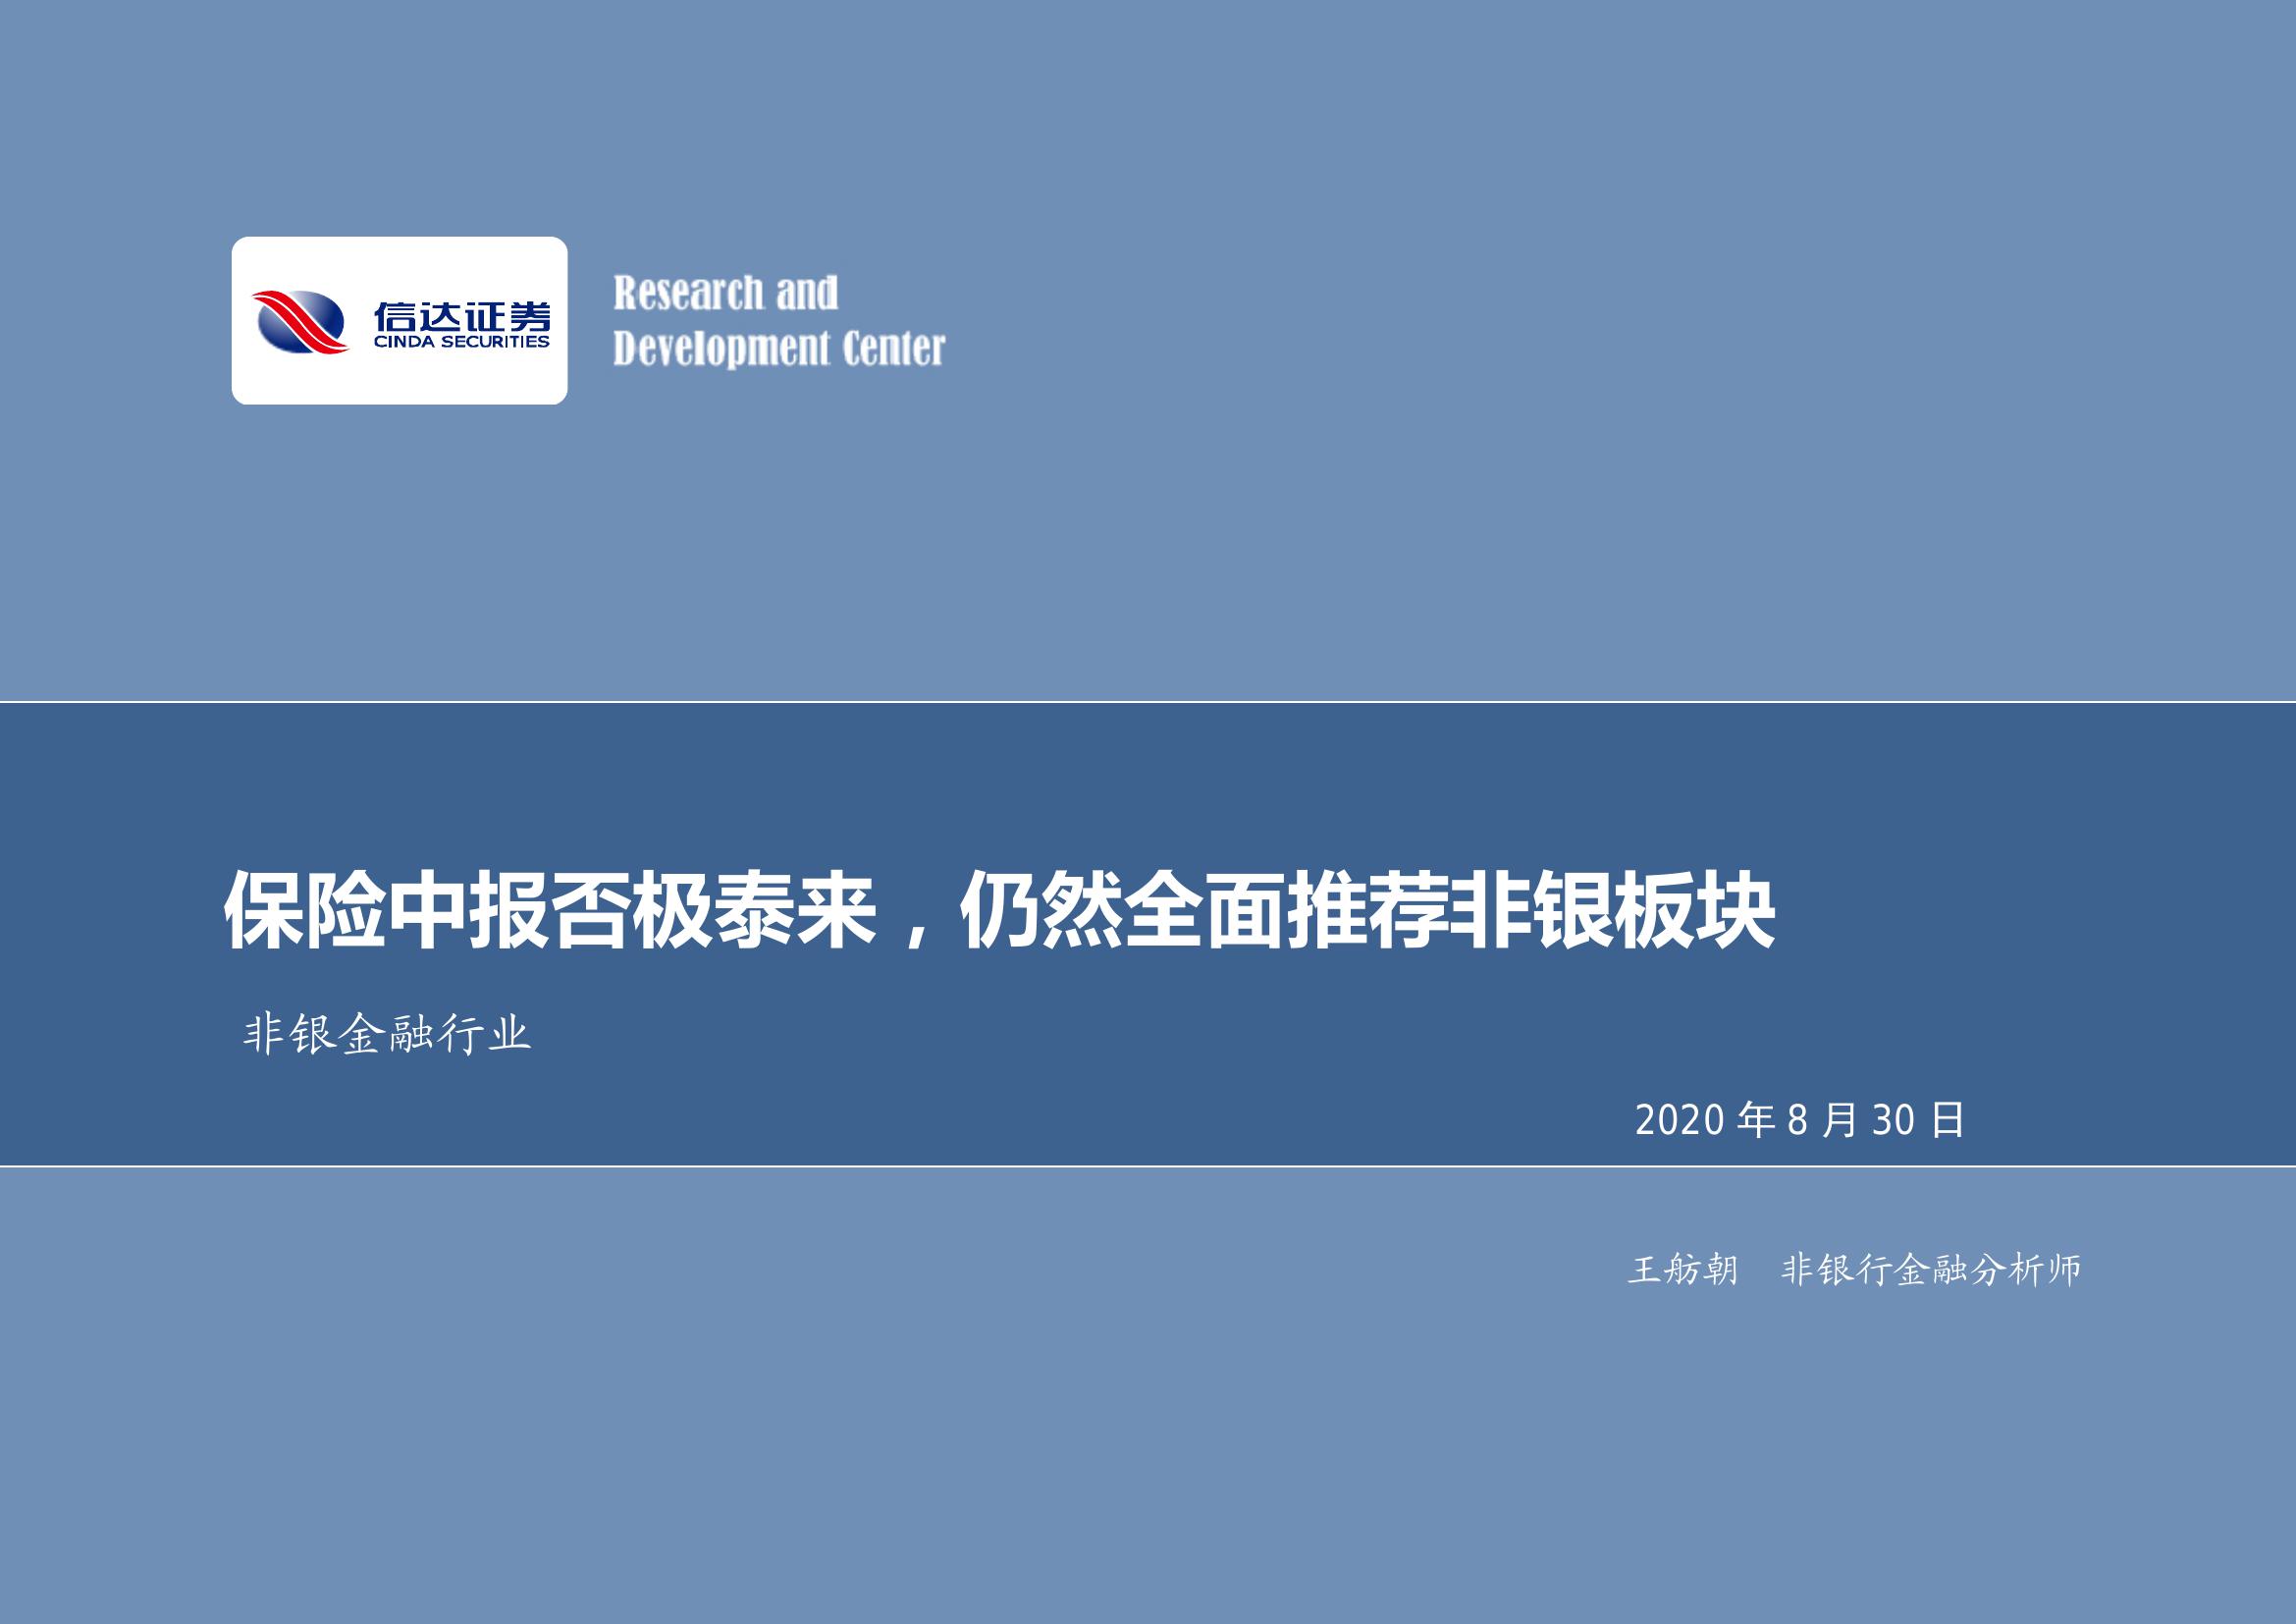 信达证券
CINDA SECURITIES
Research and
Development Center
保险中报否极泰来，仍然全面推荐非银板块
非银金融行业
2020 年 8 月 30 日
王舫朝 非银行金融分析师